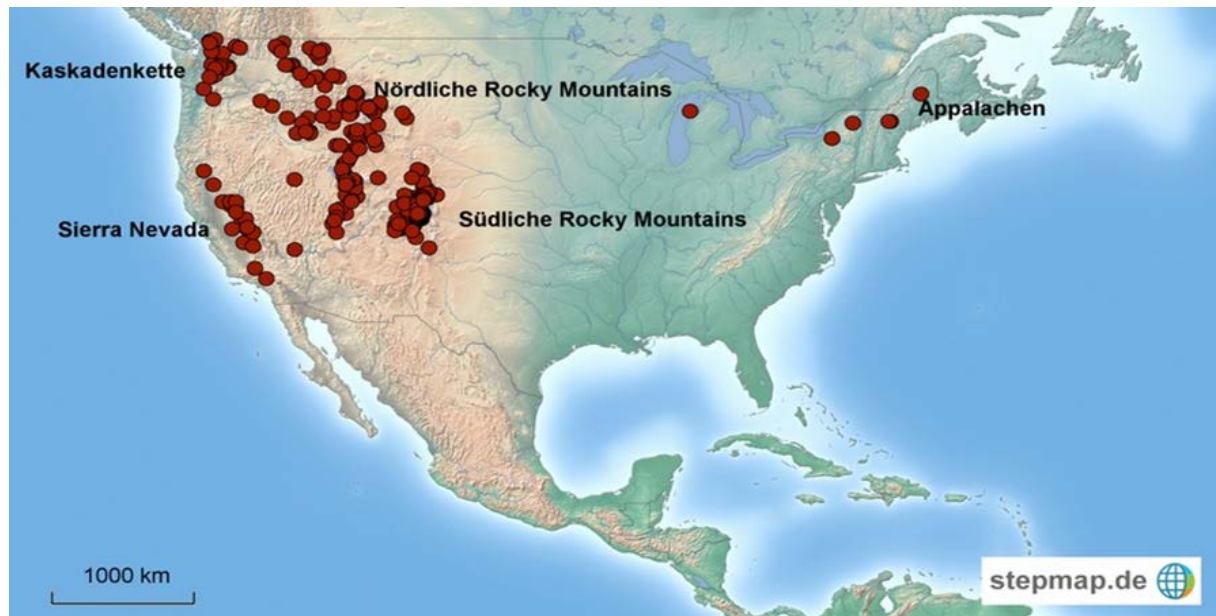 Kaskadenkette
Nördliche Rocky Mountains
Appalachen
Sierra Nevada
Südliche Rocky Mountains
1000 km
stepmap.de